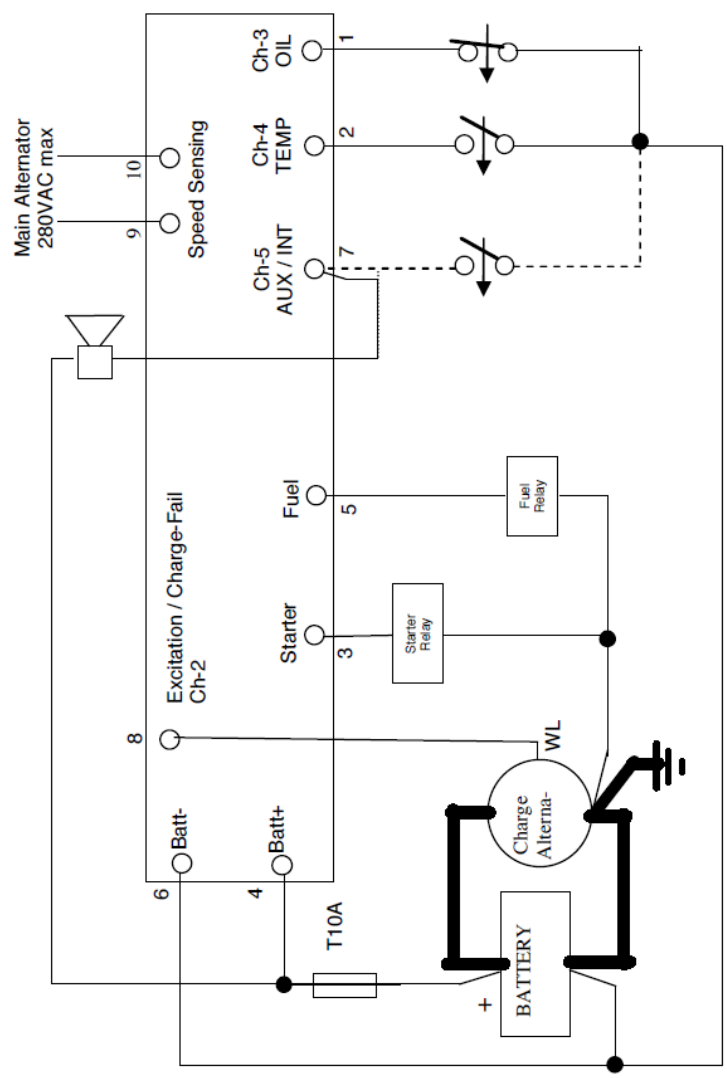 Main Alternator
280VAC max
10
9
Speed Sensing
Ch-3
OIL
1
Ch-4
TEMP
2
Ch-5
AUX / INT
7
Fuel
5
Fuel
Relay
Excitation / Charge-Fail
Ch-2
8
Starter
3
Starter
Relay
WL
Charge
Alterna-
Batt-
6
Batt+
4
T10A
+
BATTERY